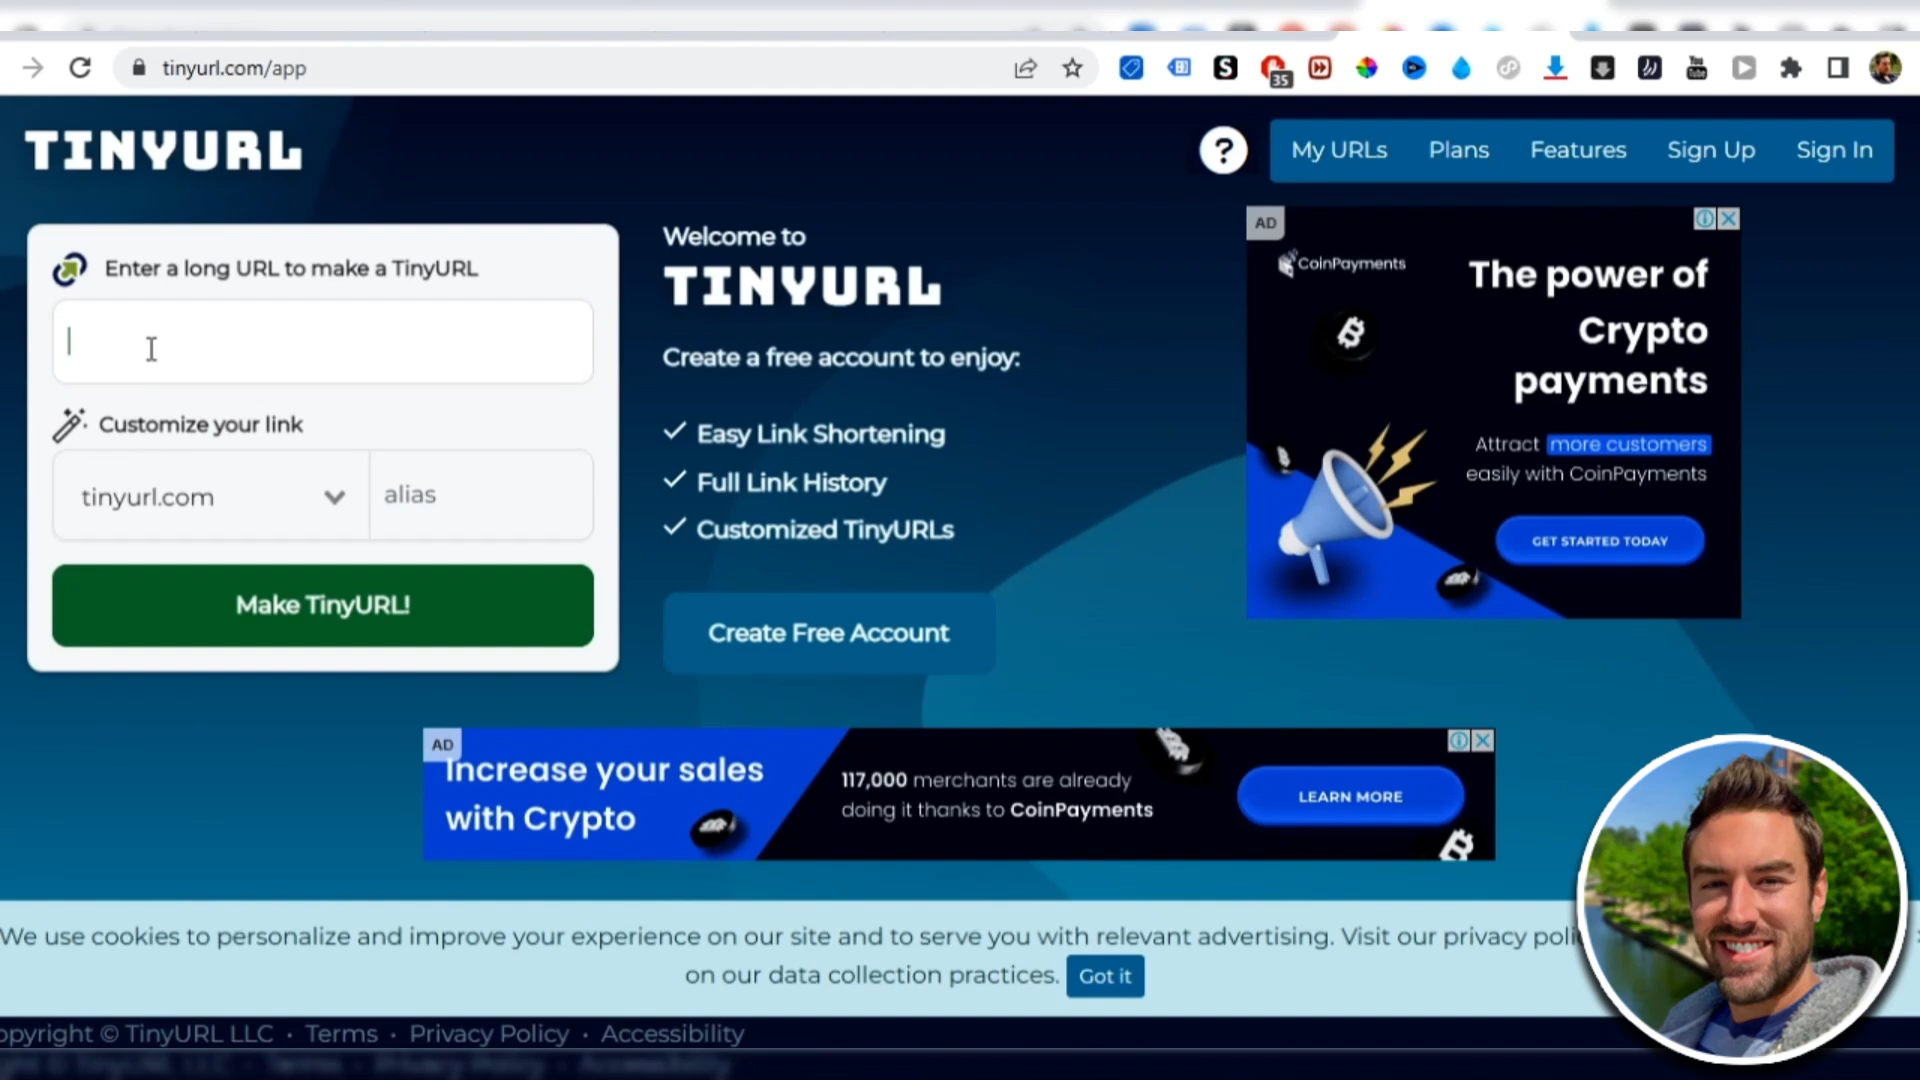 tinyurl.com/app
S
35
You
Tube
TINYURL
?
My URLs
Plans
Features
Sign Up
Sign In
Enter a long URL to make a TinyURL
Customize your link
tinyurl.com
alias
Make TinyURL!
Welcome to
TINYURL
Create a free account to enjoy:
Easy Link Shortening
Full Link History
Customized TinyURLs
Create Free Account
AD
CoinPayments
The power of
Crypto
payments
Attract more customers
easily with CoinPayments
GET STARTED TODAY
AD
Increase your sales
with Crypto
117,000 merchants are already
doing it thanks to CoinPayments
LEARN MORE
We use cookies to personalize and improve your experience on our site and to serve you with relevant advertising. Visit our privacy poli
on our data collection practices.
Got it
opyright © TinyURL LLC • Terms • Privacy Policy • Accessibility